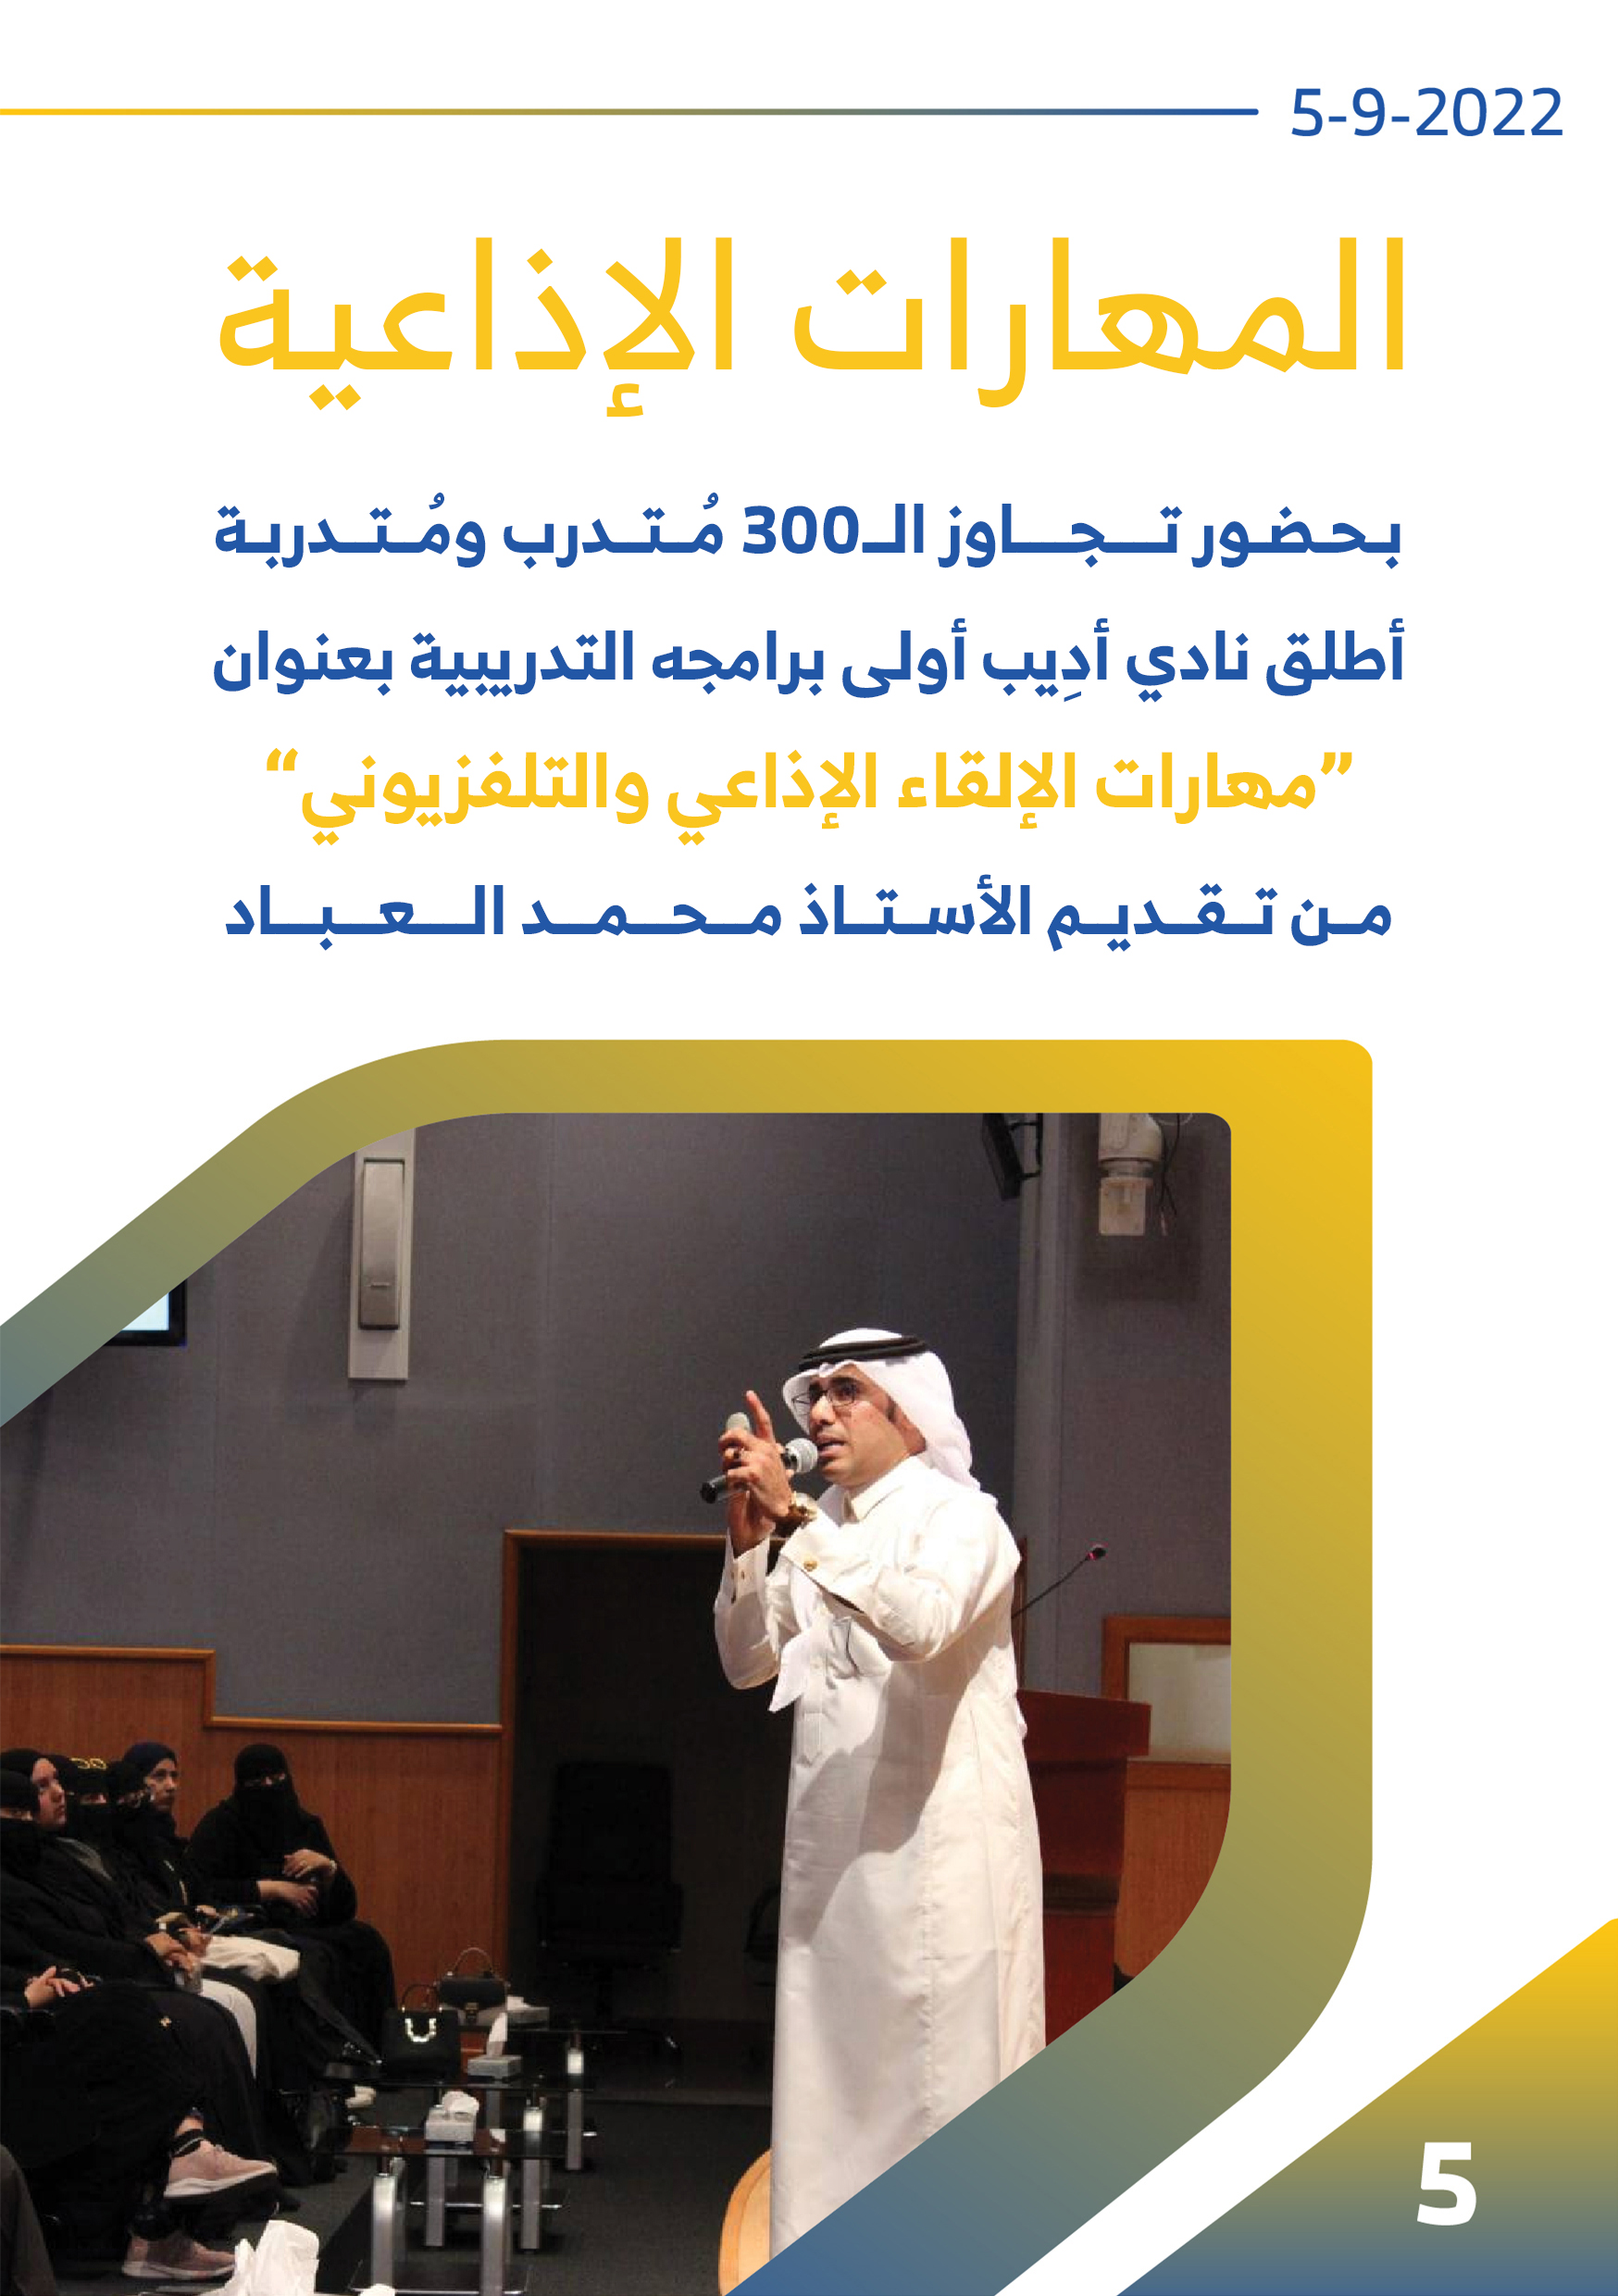 5-9-2022
المهارات الإذاعية
بحضور تجاوز الـ300 مُتدرب ومُتدربة
أطلق نادي أدِيب أولى برامجه التدريبية بعنوان
”مهارات الإلقاء الإذاعي والتلفزيوني“
من تقديم الأستاذ محمد العباد
5